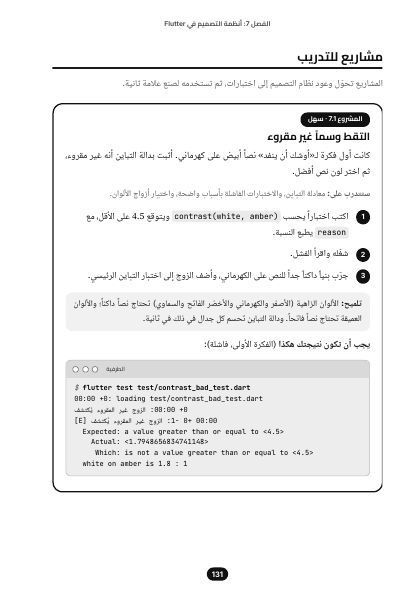 الفصل 7: أنظمة التصميم في Flutter
مشاريع للتدريب
المشاريع تحوّل وعود نظام التصميم إلى اختبارات، ثم تستخدمه لصنع علامة ثانية.
المشروع 7.1 · سهل
التقط وسماً غير مقروء
كانت أول فكرة لـ«أوشك أن ينفد» نصاً أبيض على كهرماني. أثبت بدالة التباين أنه غير مقروء،
ثم اختر لون نص أفضل.
ستتدرب على: معادلة التباين، والاختبارات الفاشلة بأسباب واضحة، واختيار أزواج الألوان.
1 اكتب اختباراً يحسب contrast(white, amber) ويتوقع 4.5 على الأقل، مع
reason يطبع النسبة.
2 شغّله واقرأ الفشل.
3 جرّب بنياً داكناً جداً للنص على الكهرماني، وأضف الزوج إلى اختبار التباين الرئيسي.
تلميح: الألوان الزاهية (الأصفر والكهرماني والأخضر الفاتح والسماوي) تحتاج نصاً داكناً؛ والألوان
العميقة تحتاج نصاً فاتحاً. ودالة التباين تحسم كل جدال في ذلك في ثانية.
يجب أن تكون نتيجتك هكذا (الفكرة الأولى، فاشلة):
الطرفية
$ flutter test test/contrast_bad_test.dart
00:00 +0: loading test/contrast_bad_test.dart
00:00 +0: الزوج غير المقروء يُكتشف
00:00 +0 -1: الزوج غير المقروء يُكتشف [E]
Expected: a value greater than or equal to <4.5>
Actual: <1.7948656834741148>
Which: is not a value greater than or equal to <4.5>
white on amber is 1.8 : 1
131